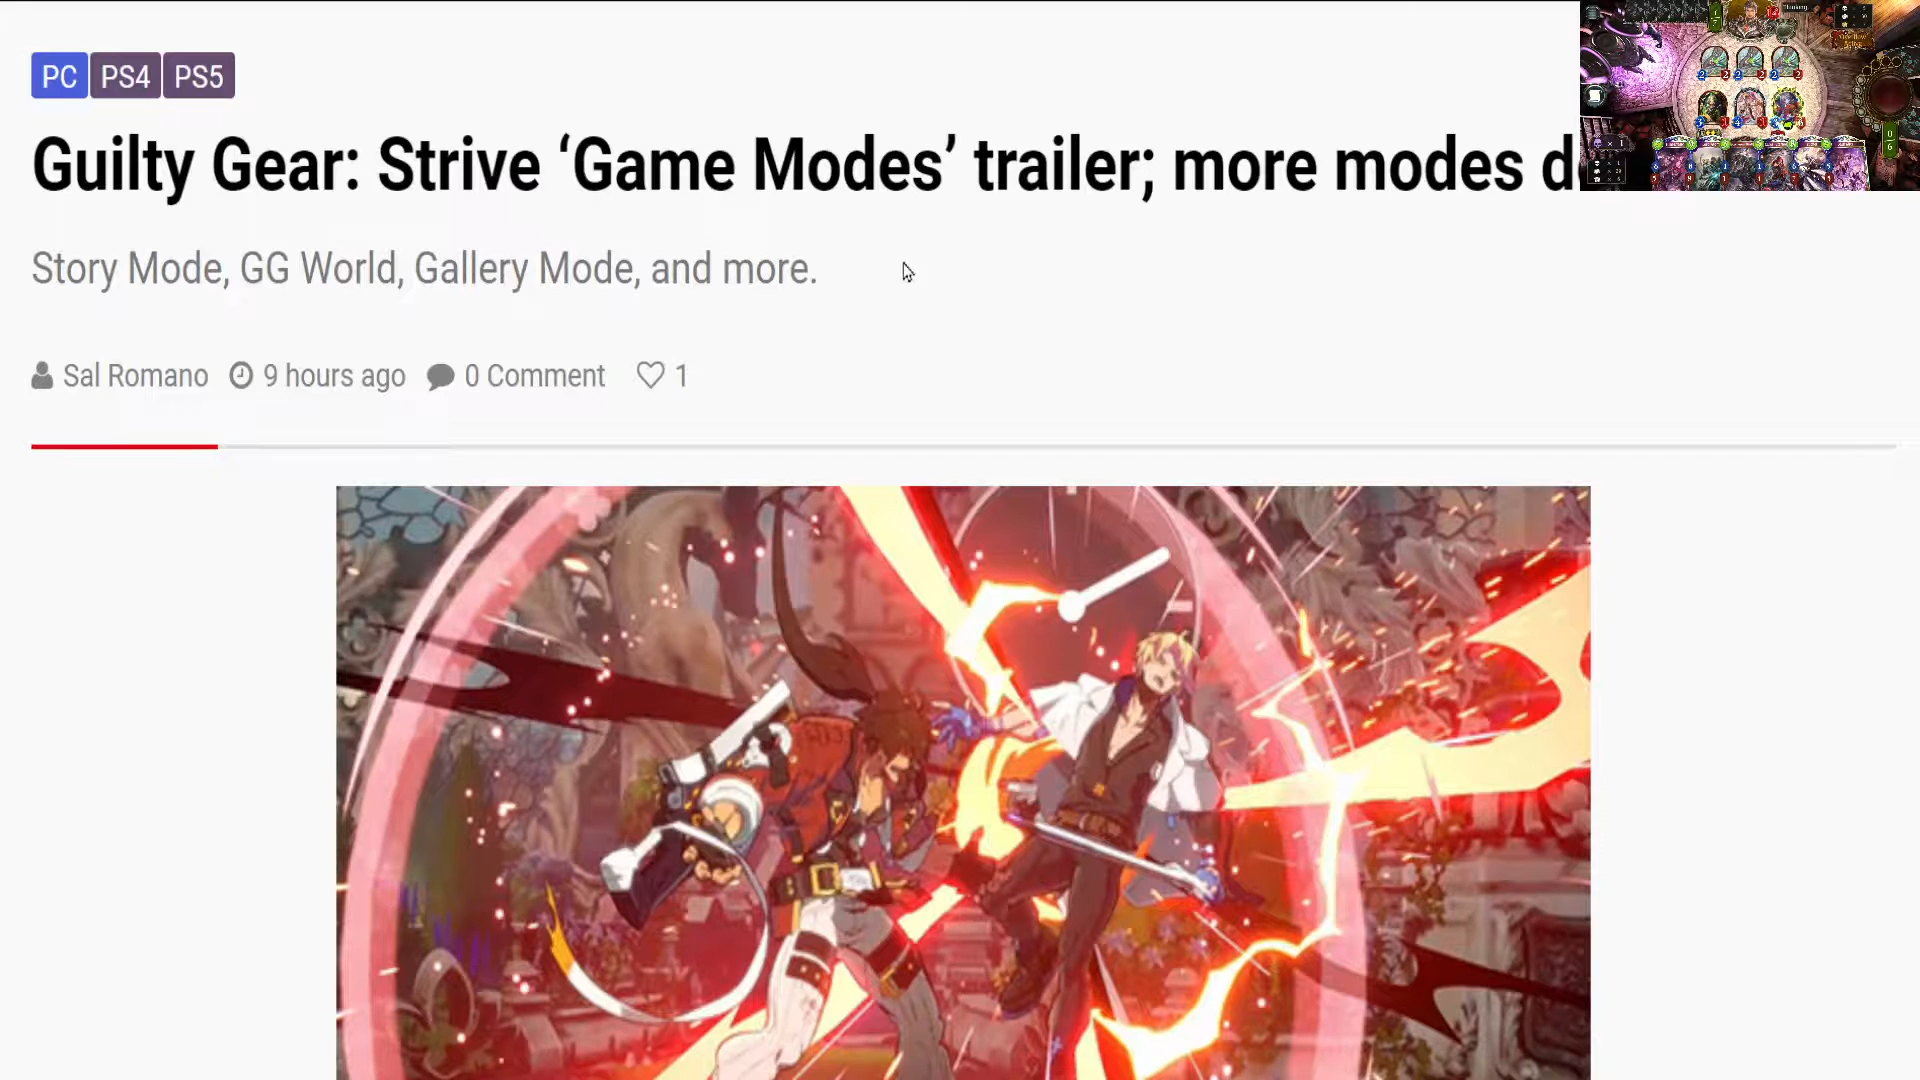 PC PS4 PS5
Guilty Gear: Strive ‘Game Modes’ trailer; more modes d
Story Mode, GG World, Gallery Mode, and more.
Sal Romano 9 hours ago 0 Comment 1